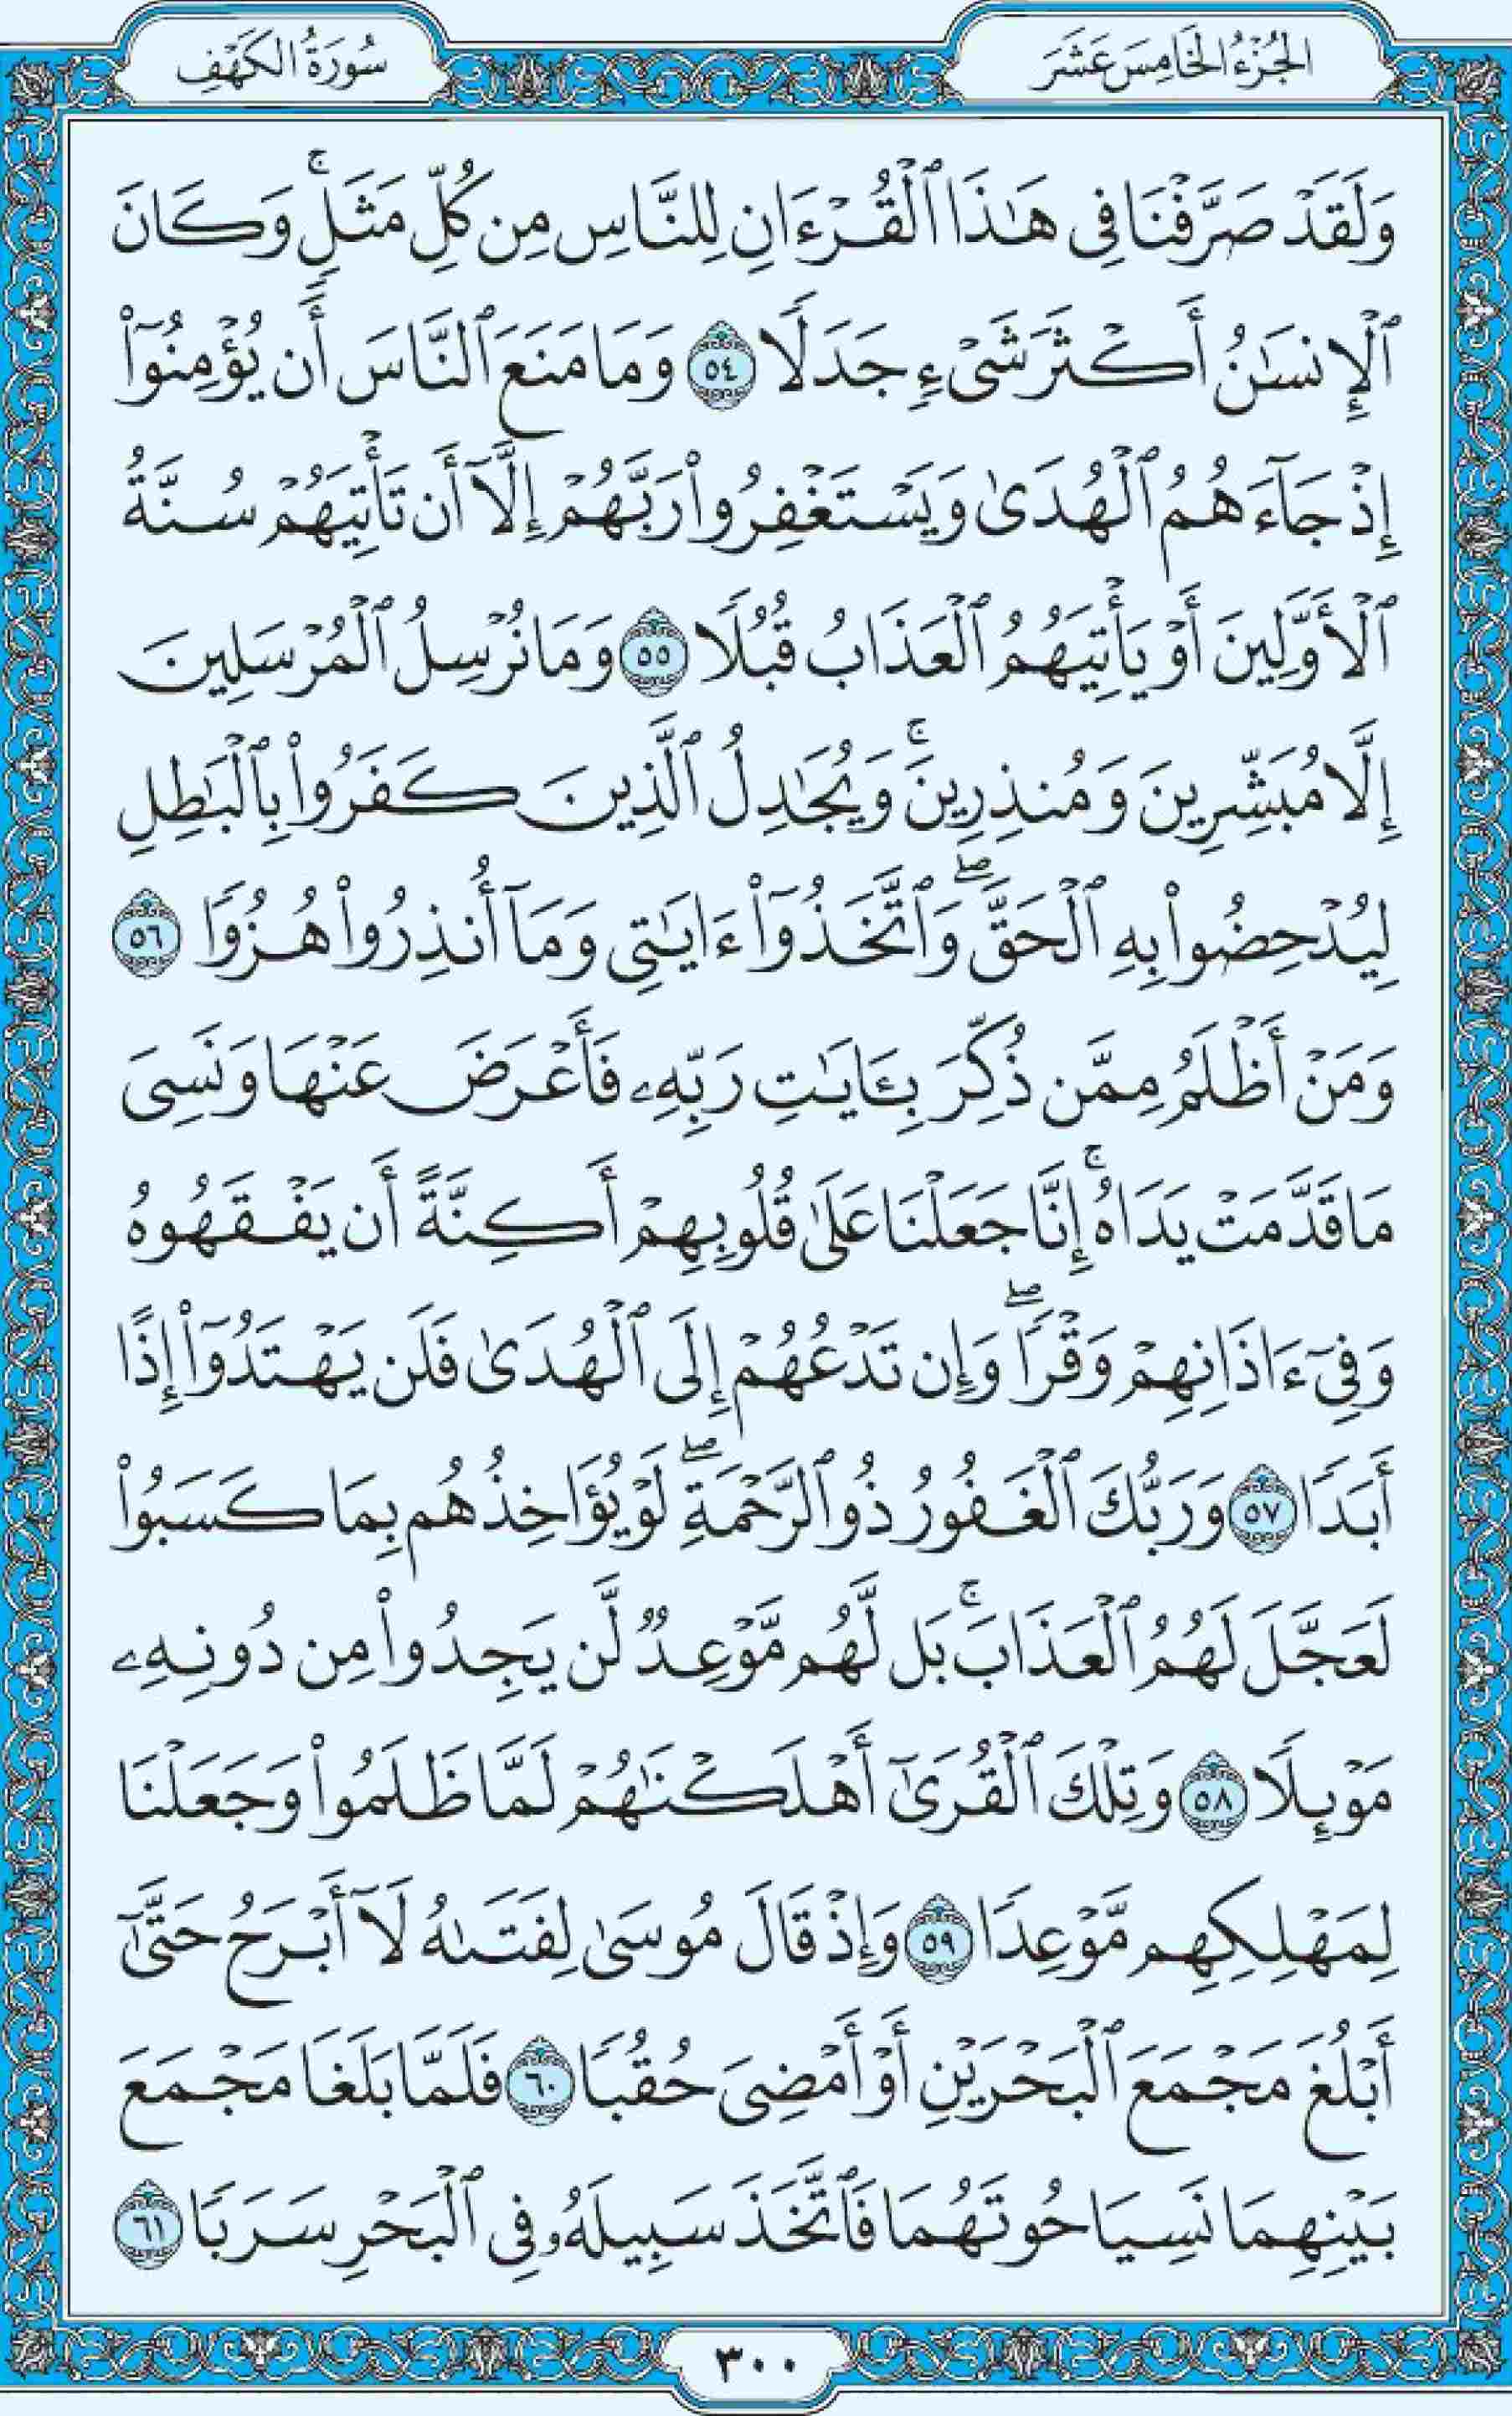 الجُزْءُ الخَامِسَ عَشَرَ
سُورَةُ الكَهْفِ
وَلَقَدْ صَرَّفْنَا فِى هَـٰذَا ٱلْقُرْءَانِ لِلنَّاسِ مِن كُلِّ مَثَلٍ ۚ وَكَانَ
ٱلْإِنسَـٰنُ أَكْثَرَ شَىْءٍ جَدَلًا ٥٤ وَمَا مَنَعَ ٱلنَّاسَ أَن يُؤْمِنُوٓا۟
إِذْ جَآءَهُمُ ٱلْهُدَىٰ وَيَسْتَغْفِرُوا۟ رَبَّهُمْ إِلَّآ أَن تَأْتِيَهُمْ سُنَّةُ
ٱلْأَوَّلِينَ أَوْ يَأْتِيَهُمُ ٱلْعَذَابُ قُبُلًا ٥٥ وَمَا نُرْسِلُ ٱلْمُرْسَلِينَ
إِلَّا مُبَشِّرِينَ وَمُنذِرِينَ ۚ وَيُجَـٰدِلُ ٱلَّذِينَ كَفَرُوا۟ بِٱلْبَـٰطِلِ
لِيُدْحِضُوا۟ بِهِ ٱلْحَقَّ ۖ وَٱتَّخَذُوٓا۟ ءَايَـٰتِى وَمَآ أُنذِرُوا۟ هُزُوًا ٥٦
وَمَنْ أَظْلَمُ مِمَّن ذُكِّرَ بِـَٔايَـٰتِ رَبِّهِۦ فَأَعْرَضَ عَنْهَا وَنَسِىَ
مَا قَدَّمَتْ يَدَاهُ ۚ إِنَّا جَعَلْنَا عَلَىٰ قُلُوبِهِمْ أَكِنَّةً أَن يَفْقَهُوهُ
وَفِىٓ ءَاذَانِهِمْ وَقْرًا ۖ وَإِن تَدْعُهُمْ إِلَى ٱلْهُدَىٰ فَلَن يَهْتَدُوٓا۟ إِذًا
أَبَدًا ٥٧ وَرَبُّكَ ٱلْغَفُورُ ذُو ٱلرَّحْمَةِ ۖ لَوْ يُؤَاخِذُهُم بِمَا كَسَبُوا۟
لَعَجَّلَ لَهُمُ ٱلْعَذَابَ ۚ بَل لَّهُم مَّوْعِدٌ لَّن يَجِدُوا۟ مِن دُونِهِۦ
مَوْئِلًا ٥٨ وَتِلْكَ ٱلْقُرَىٰٓ أَهْلَكْنَـٰهُمْ لَمَّا ظَلَمُوا۟ وَجَعَلْنَا
لِمَهْلِكِهِم مَّوْعِدًا ٥٩ وَإِذْ قَالَ مُوسَىٰ لِفَتَىٰهُ لَآ أَبْرَحُ حَتَّىٰٓ
أَبْلُغَ مَجْمَعَ ٱلْبَحْرَيْنِ أَوْ أَمْضِىَ حُقُبًا ٦٠ فَلَمَّا بَلَغَا مَجْمَعَ
بَيْنِهِمَا نَسِيَا حُوتَهُمَا فَٱتَّخَذَ سَبِيلَهُۥ فِى ٱلْبَحْرِ سَرَبًا ٦١
٣٠٠